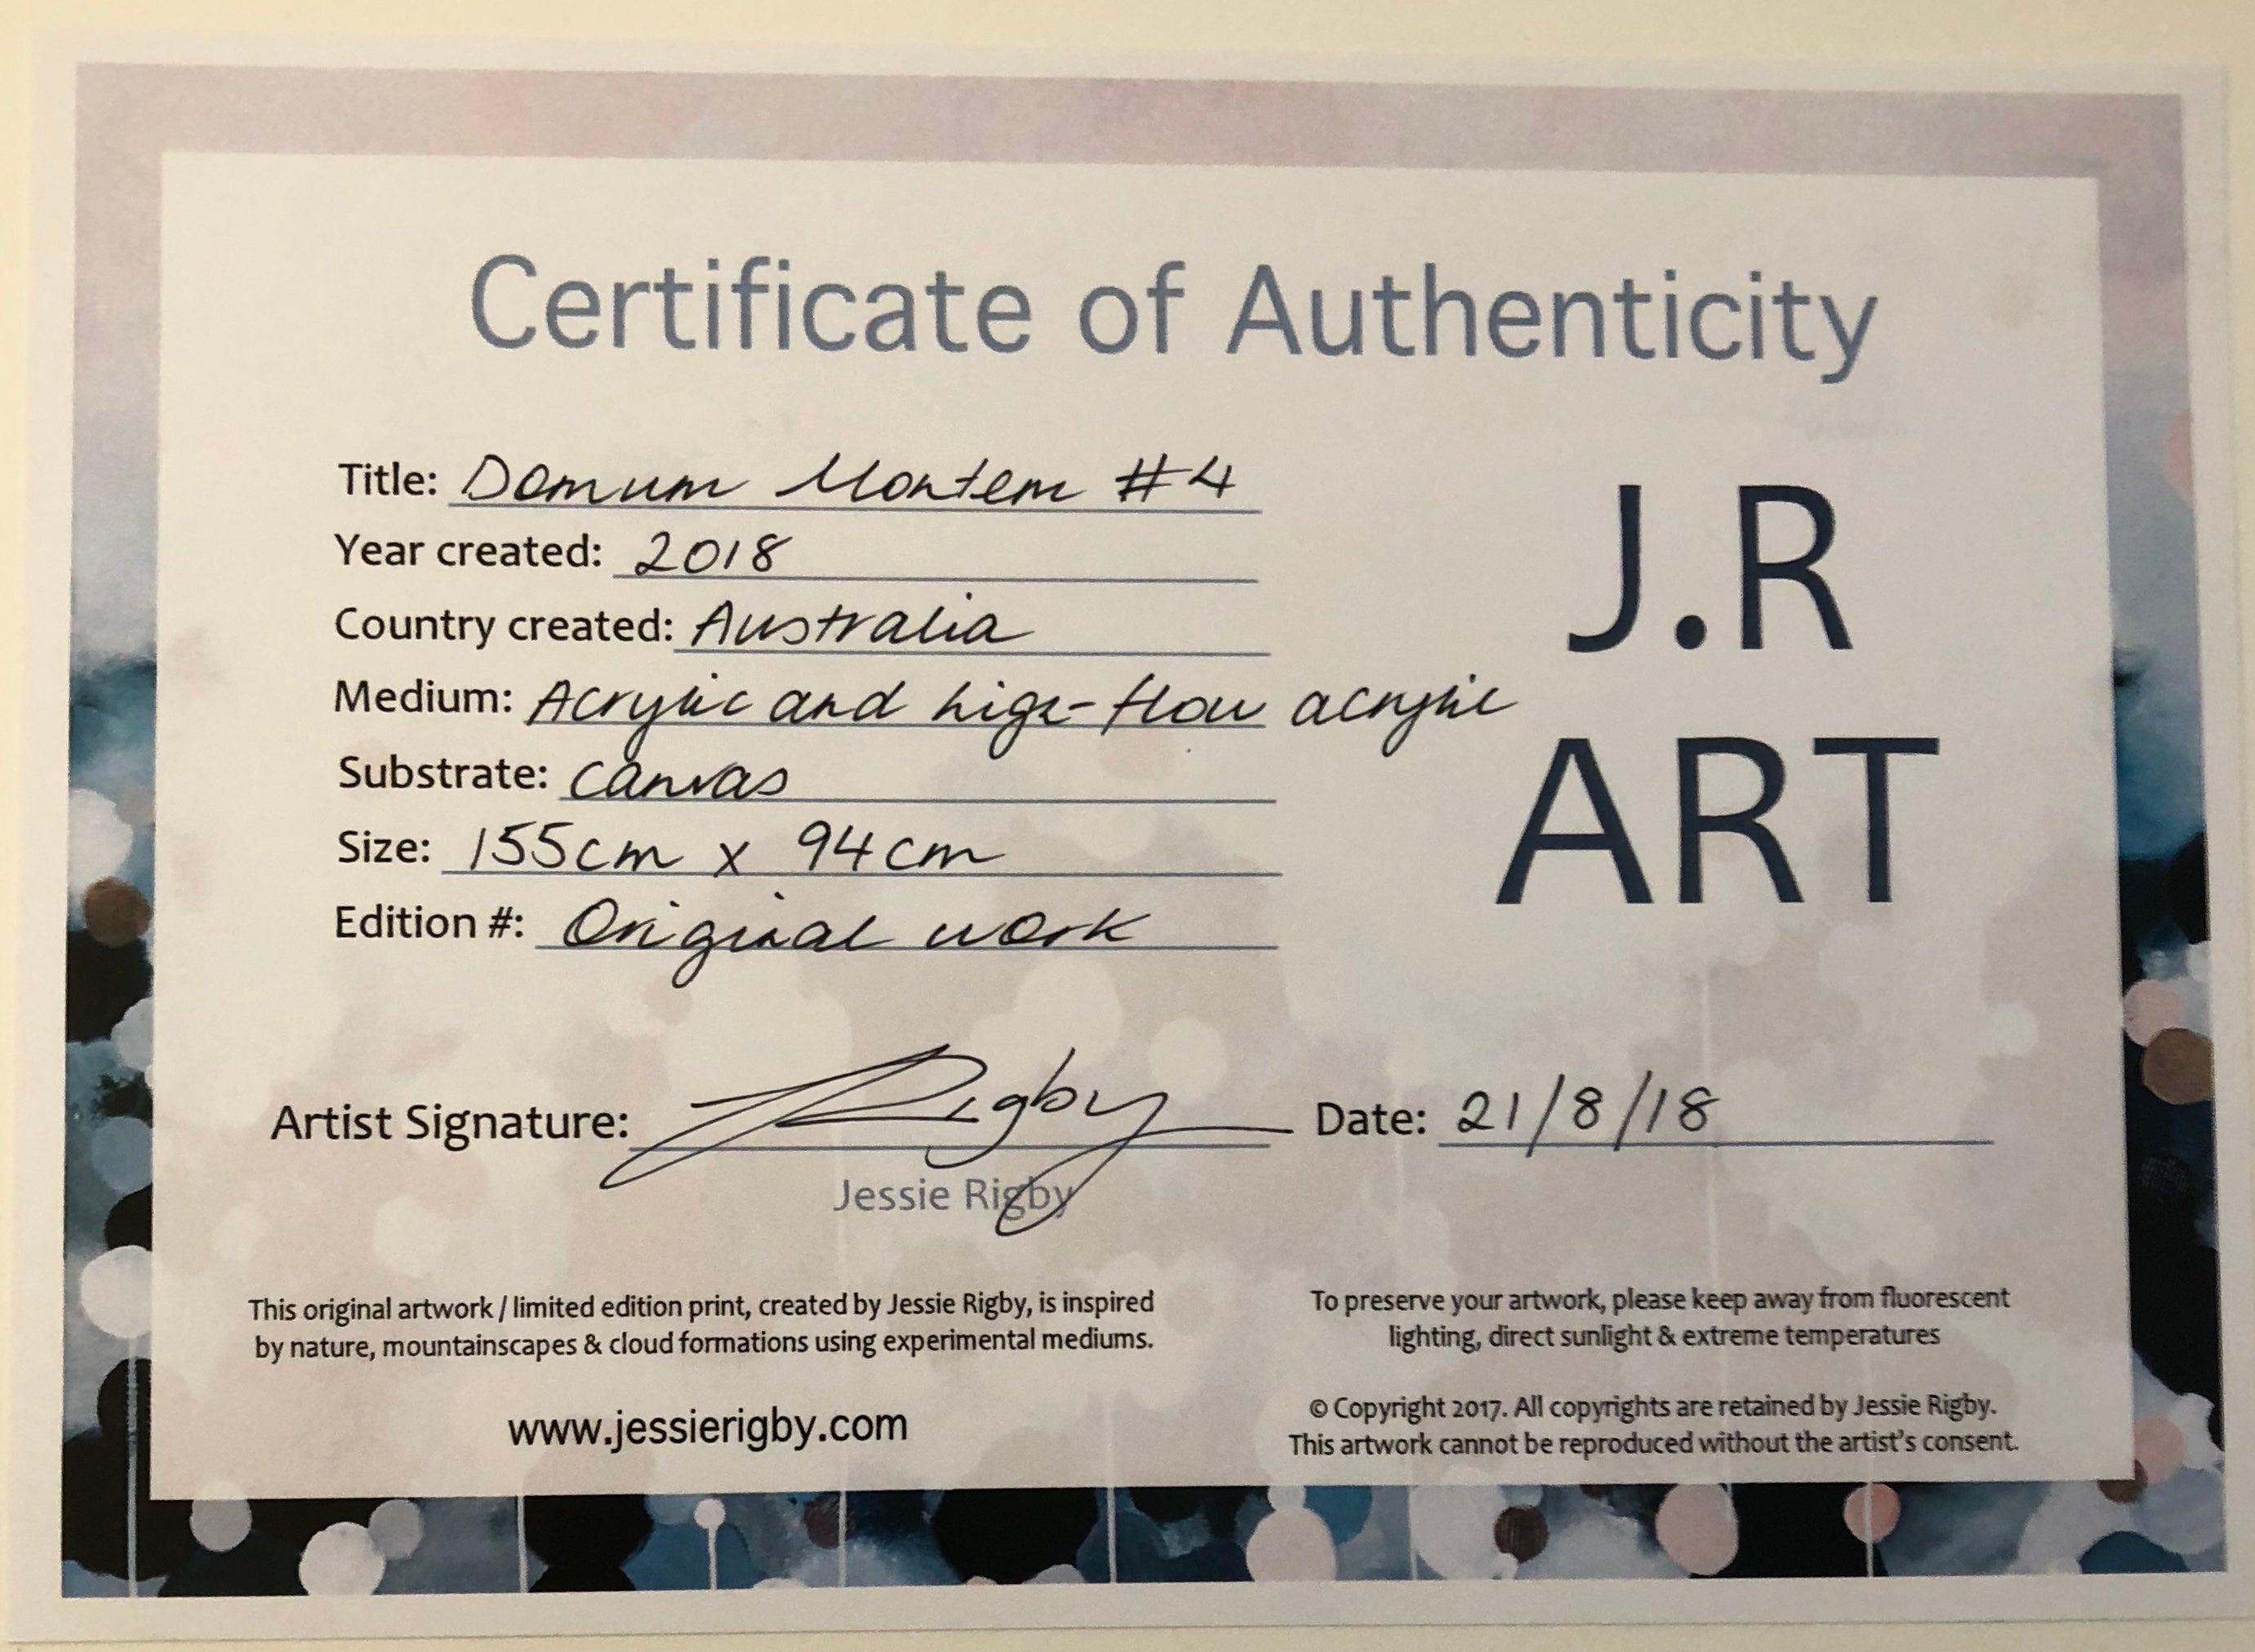 Certificate of Authenticity
Title: Domum Montem #4
Year created: 2018
Country created: Australia
Medium: Acrylic and high-flow acrylic
Substrate: canvas
Size: 155cm x 94cm
Edition #: Original work
J.R
ART
Artist Signature: JRigby
Date: 21/8/18
Jessie Rigby
This original artwork / limited edition print, created by Jessie Rigby, is inspired
by nature, mountainscapes & cloud formations using experimental mediums.
www.jessierigby.com
To preserve your artwork, please keep away from fluorescent
lighting, direct sunlight & extreme temperatures
© Copyright 2017. All copyrights are retained by Jessie Rigby.
This artwork cannot be reproduced without the artist's consent.